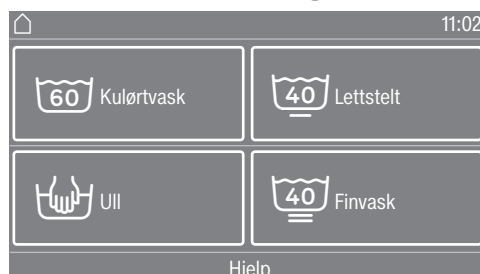 11:02
60 Kulørtvask
40 Lettstelt
Ull
40 Finvask
Hjelp